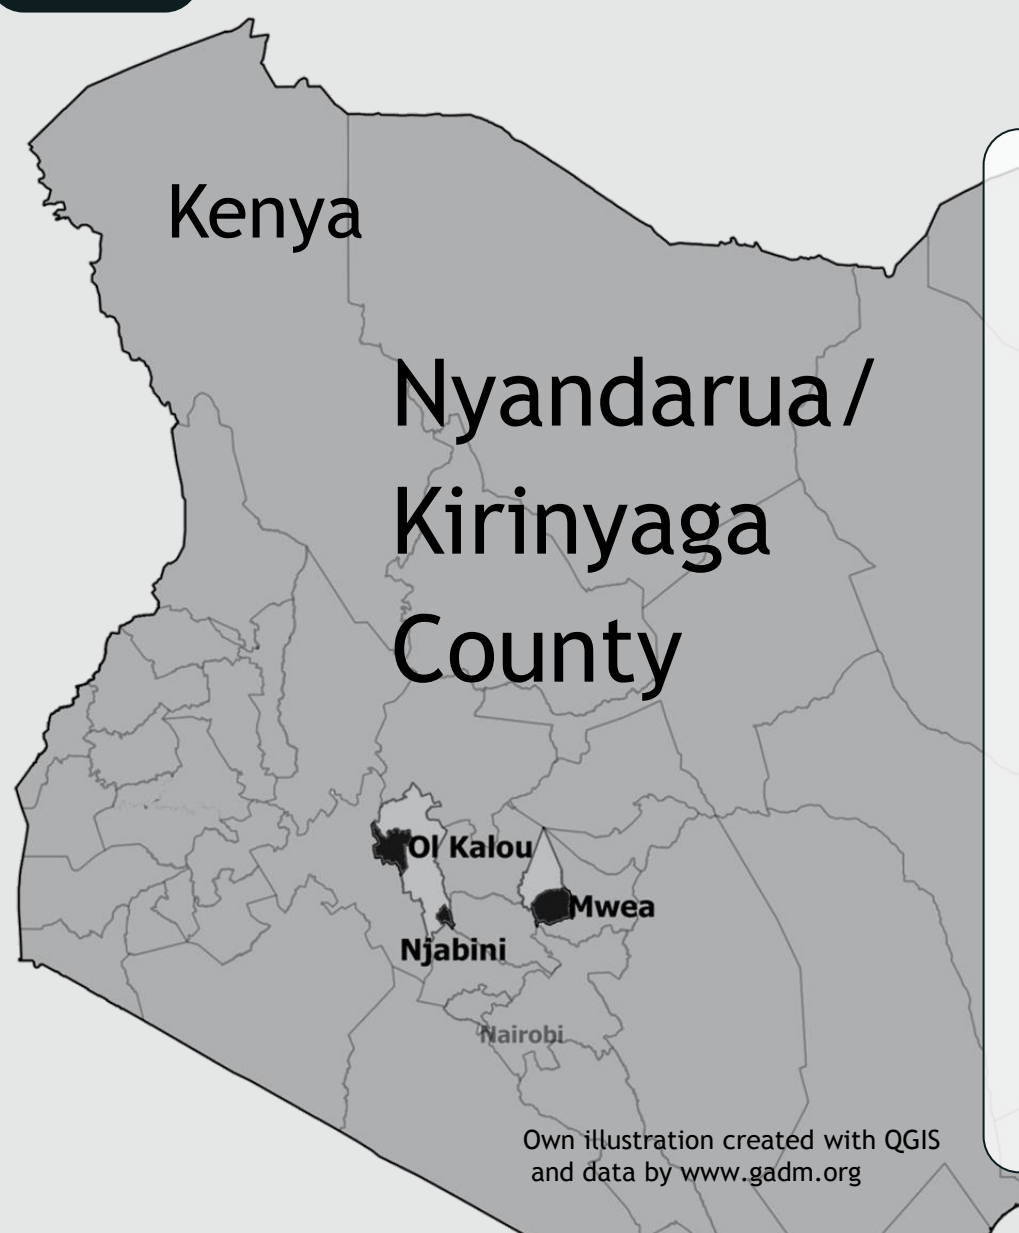 Kenya
Nyandarua/
Kirinyaga
County
Ol Kalou
Mwea
Njabini
Nairobi
Own illustration created with QGIS
and data by www.gadm.org